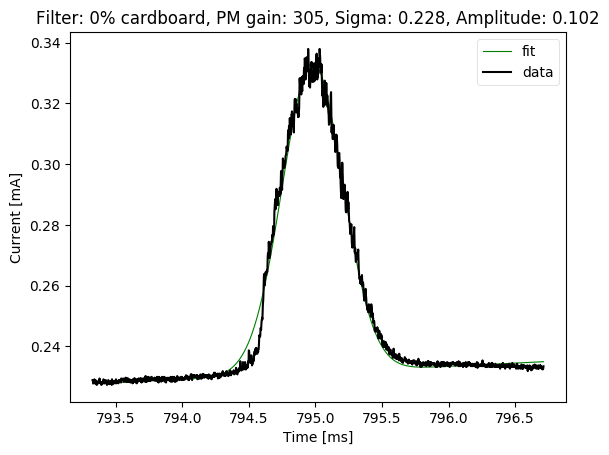 Filter: 0% cardboard, PM gain: 305, Sigma: 0.228, Amplitude: 0.102
fit
data
0.34
0.32
0.30
0.28
0.26
0.24
Current [mA]
793.5 794.0 794.5 795.0 795.5 796.0 796.5
Time [ms]